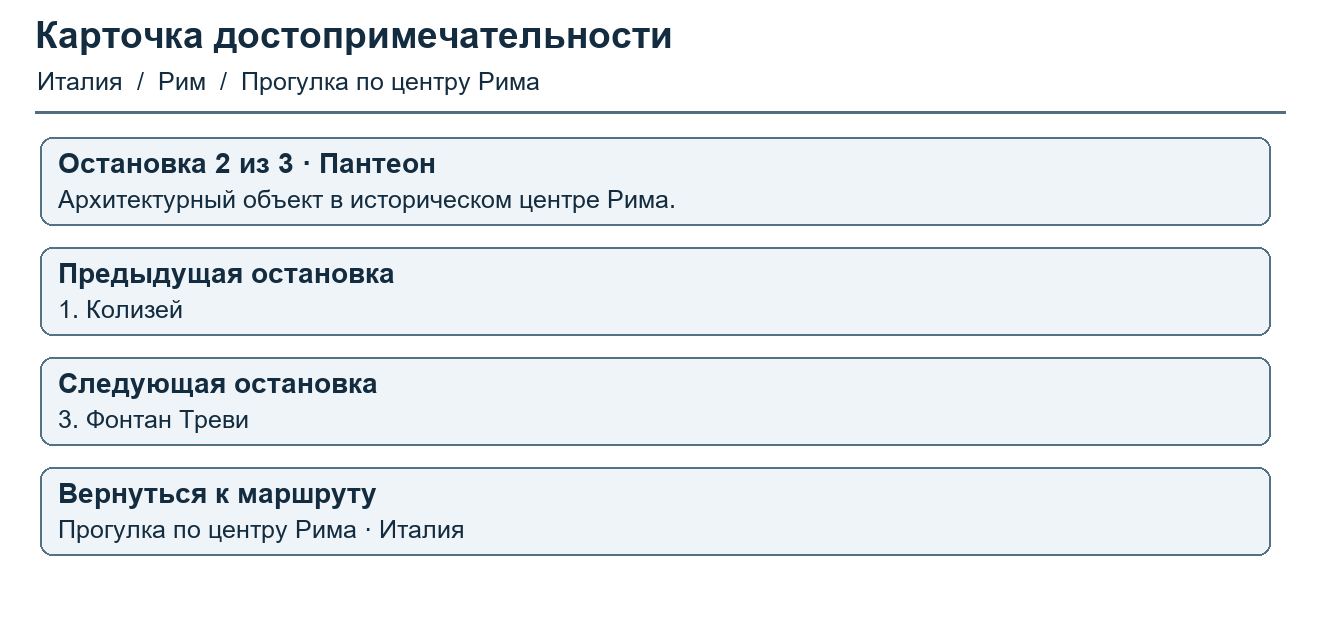 Карточка достопримечательности
Италия / Рим / Прогулка по центру Рима
Остановка 2 из 3 · Пантеон
Архитектурный объект в историческом центре Рима.
Предыдущая остановка
1. Колизей
Следующая остановка
3. Фонтан Треви
Вернуться к маршруту
Прогулка по центру Рима · Италия